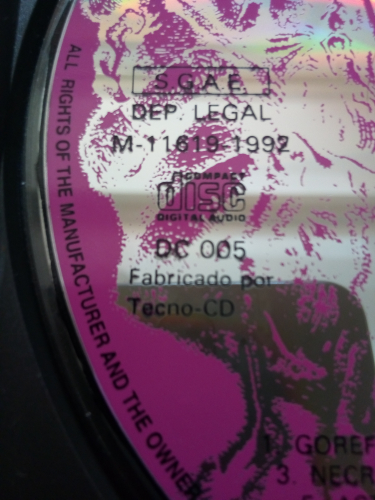 S.G.A.E.
DEP. LEGAL
M-11619-1992
COMPACT
disc
DIGITAL AUDIO
DC 005
Fabricado por
Tecno-CD
ALL RIGHTS OF THE MANUFACTURER AND THE OWNER
1. GOREF
3. NECR